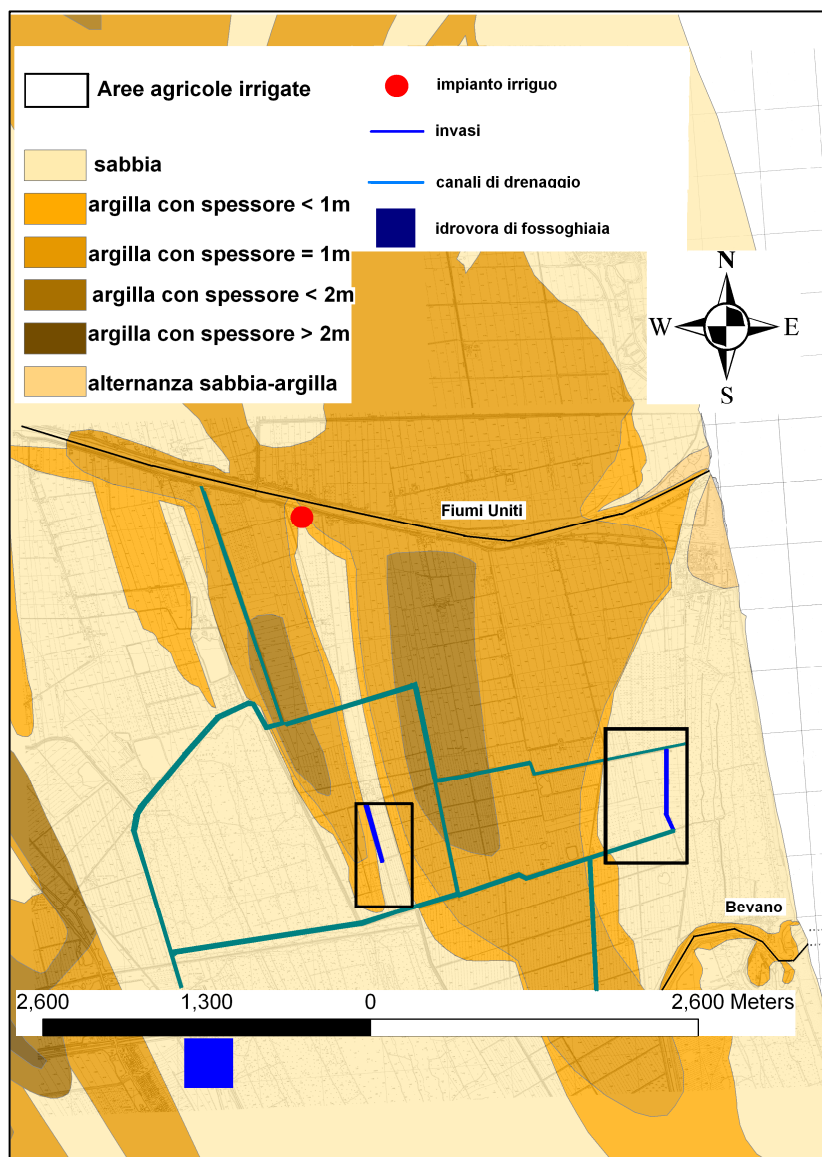 Aree agricole irrigate
sabbia
argilla con spessore < 1m
argilla con spessore = 1m
argilla con spessore < 2m
argilla con spessore > 2m
alternanza sabbia-argilla
impianto irriguo
invasi
canali di drenaggio
idrovora di fossoghiaia
N
W E
S
Fiumi Uniti
Bevano
2,600 1,300 0 2,600 Meters